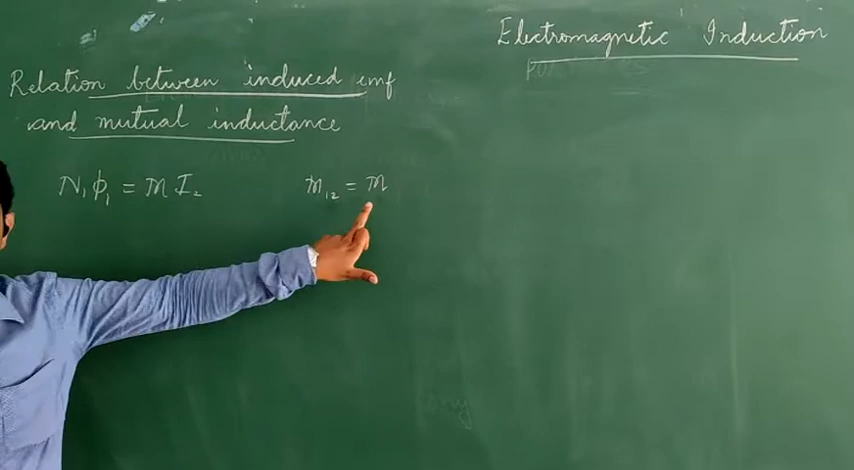 Electromagnetic Induction
Relation between induced emf
and mutual inductance
N₁ϕ₁ = M I₂
M₁₂ = M